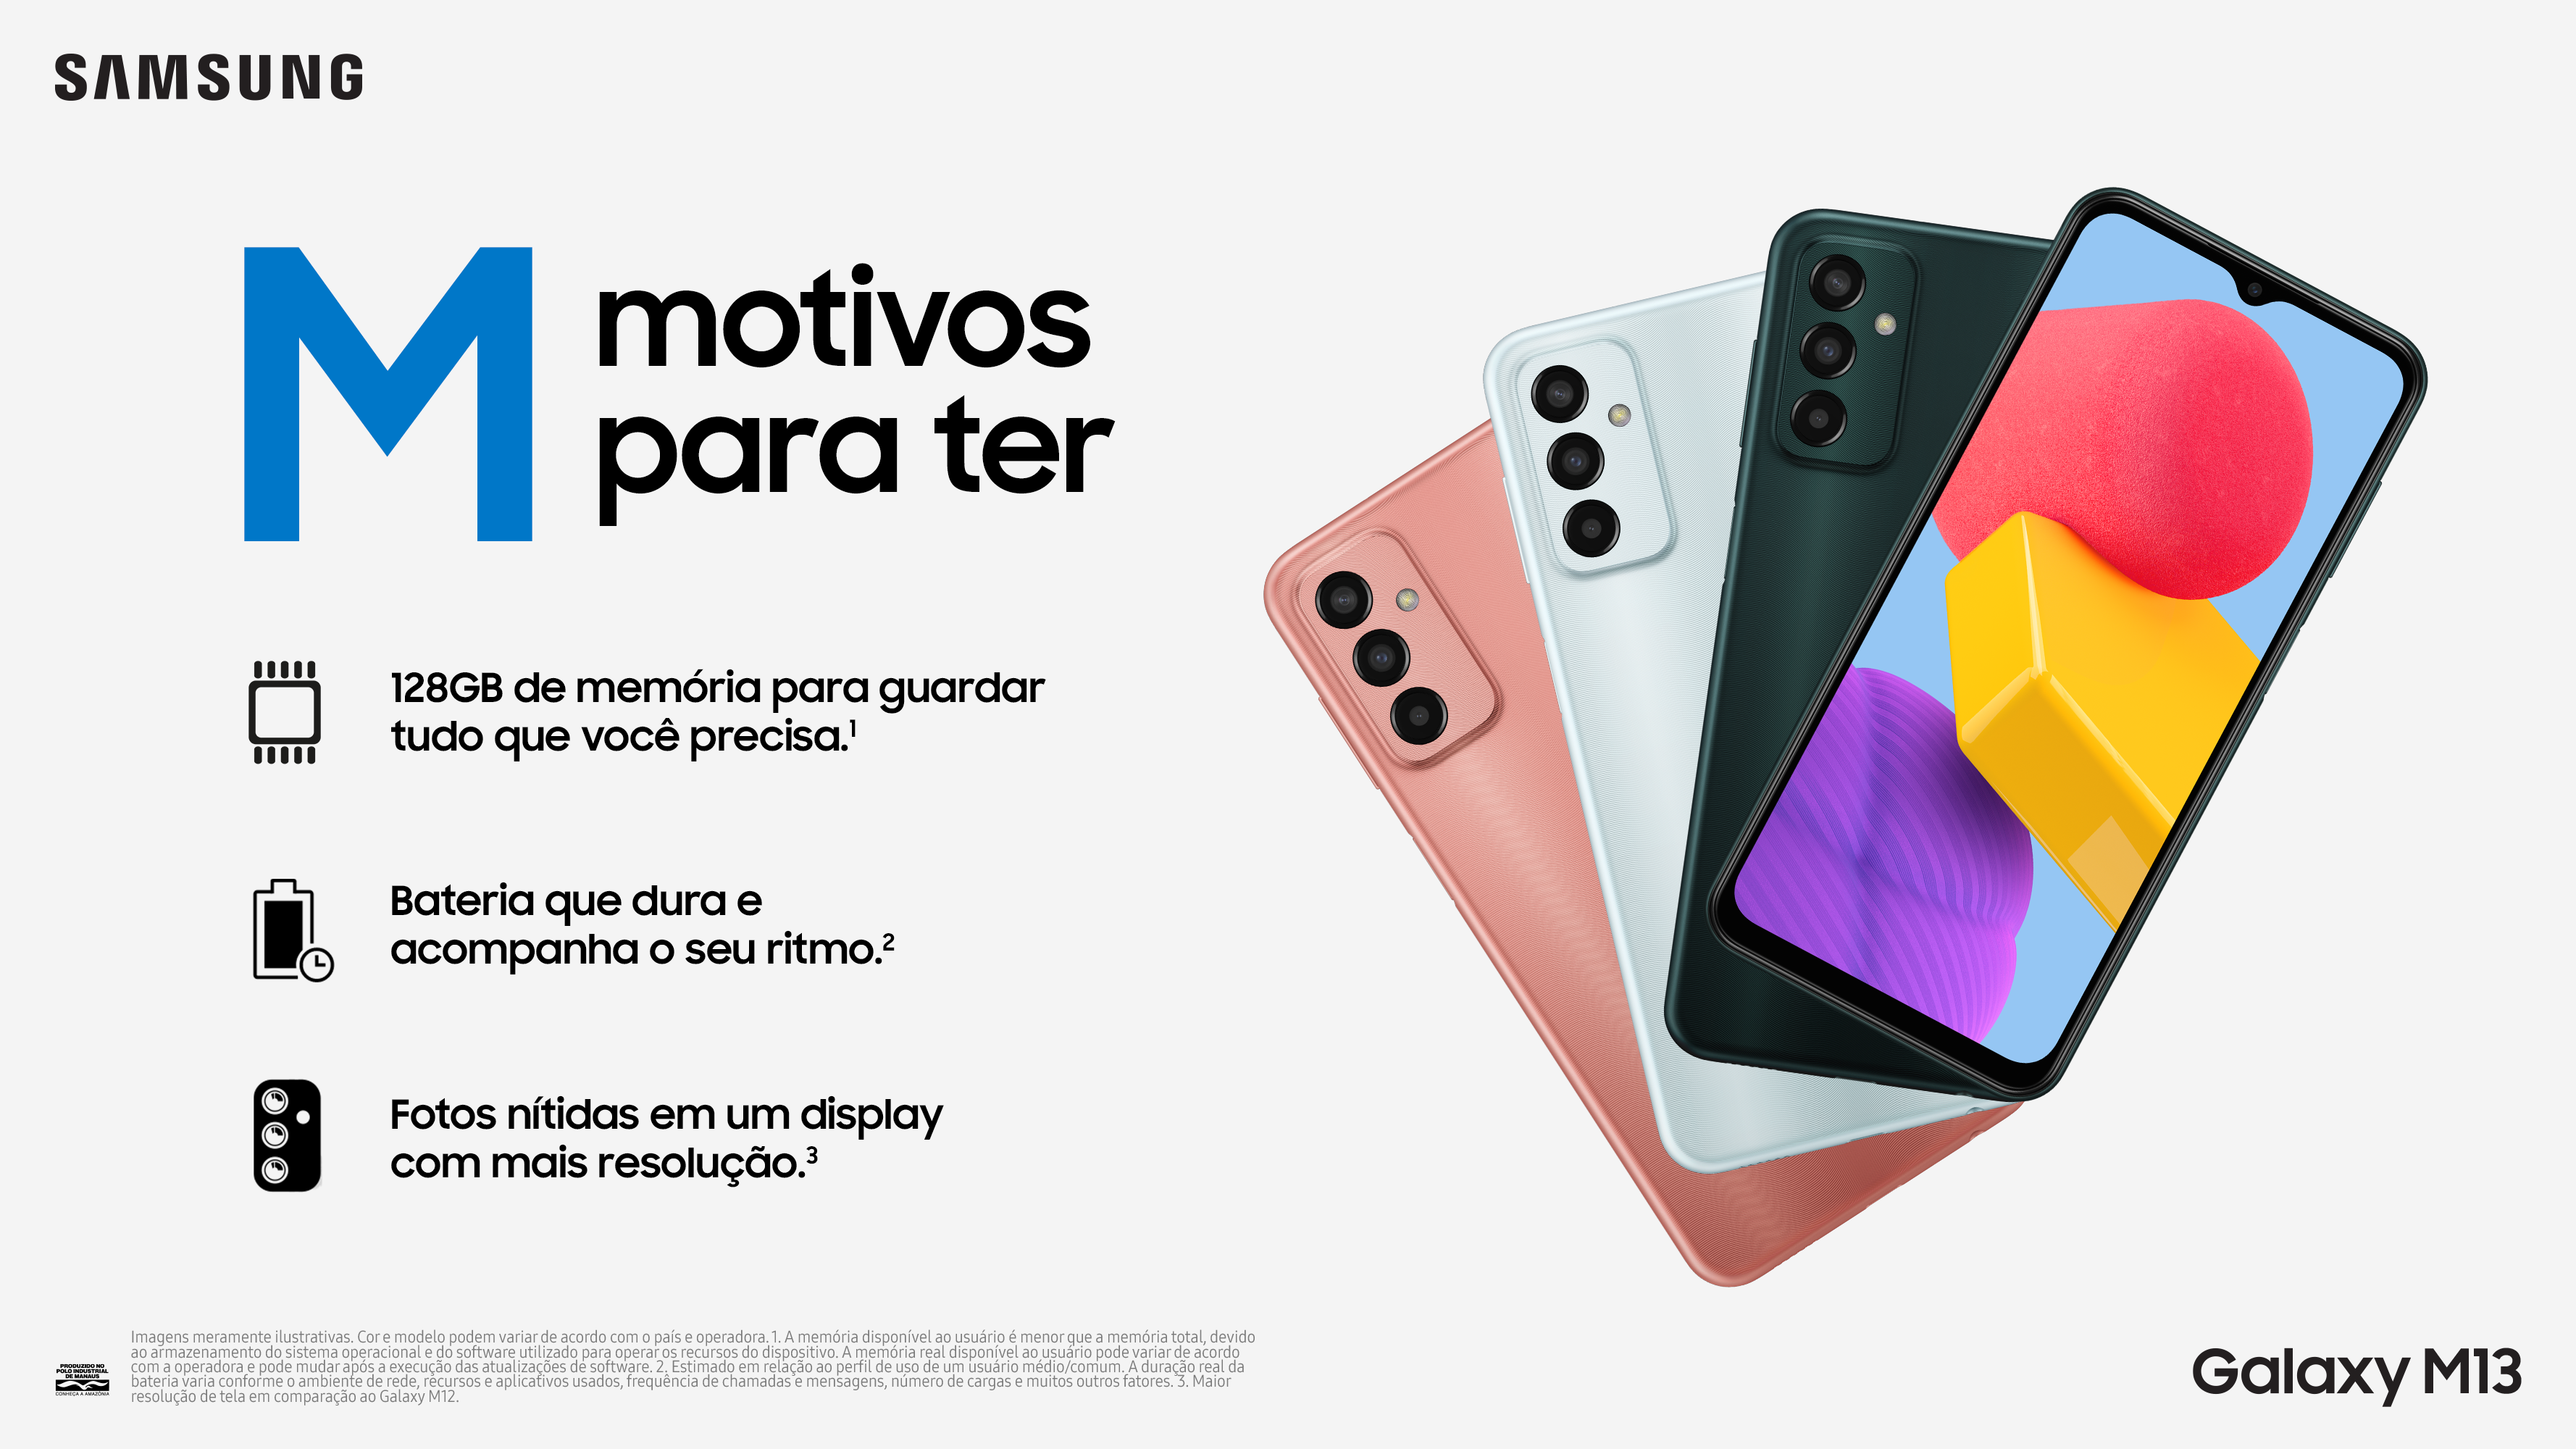 SAMSUNG
M motivos
para ter
128GB de memória para guardar
tudo que você precisa.¹
Bateria que dura e
acompanha o seu ritmo.²
Fotos nítidas em um display
com mais resolução.³
Imagens meramente ilustrativas. Cor e modelo podem variar de acordo com o país e operadora. 1. A memória disponível ao usuário é menor que a memória total, devido
ao armazenamento do sistema operacional e do software utilizado para operar os recursos do dispositivo. A memória real disponível ao usuário pode variar de acordo
com a operadora e pode mudar após a execução das atualizações de software. 2. Estimado em relação ao perfil de uso de um usuário médio/comum. A duração real da
bateria varia conforme o ambiente de rede, recursos e aplicativos usados, frequência de chamadas e mensagens, número de cargas e muitos outros fatores. 3. Maior
resolução de tela em comparação ao Galaxy M12.
PRODUZIDO NO
POLO INDUSTRIAL
DE MANAUS
CONHEÇA A AMAZÔNIA
Galaxy M13